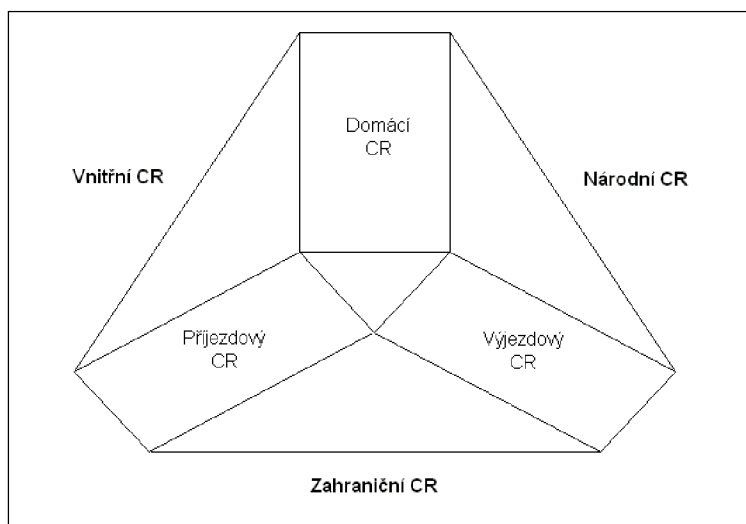 Domácí
CR
Vnitřní CR
Národní CR
Příjezdový
CR
Výjezdový
CR
Zahraniční CR